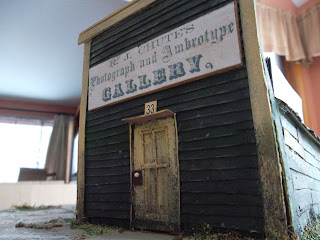 R. J. CHUTE'S
Photograph and Ambrotype
GALLERY.
33